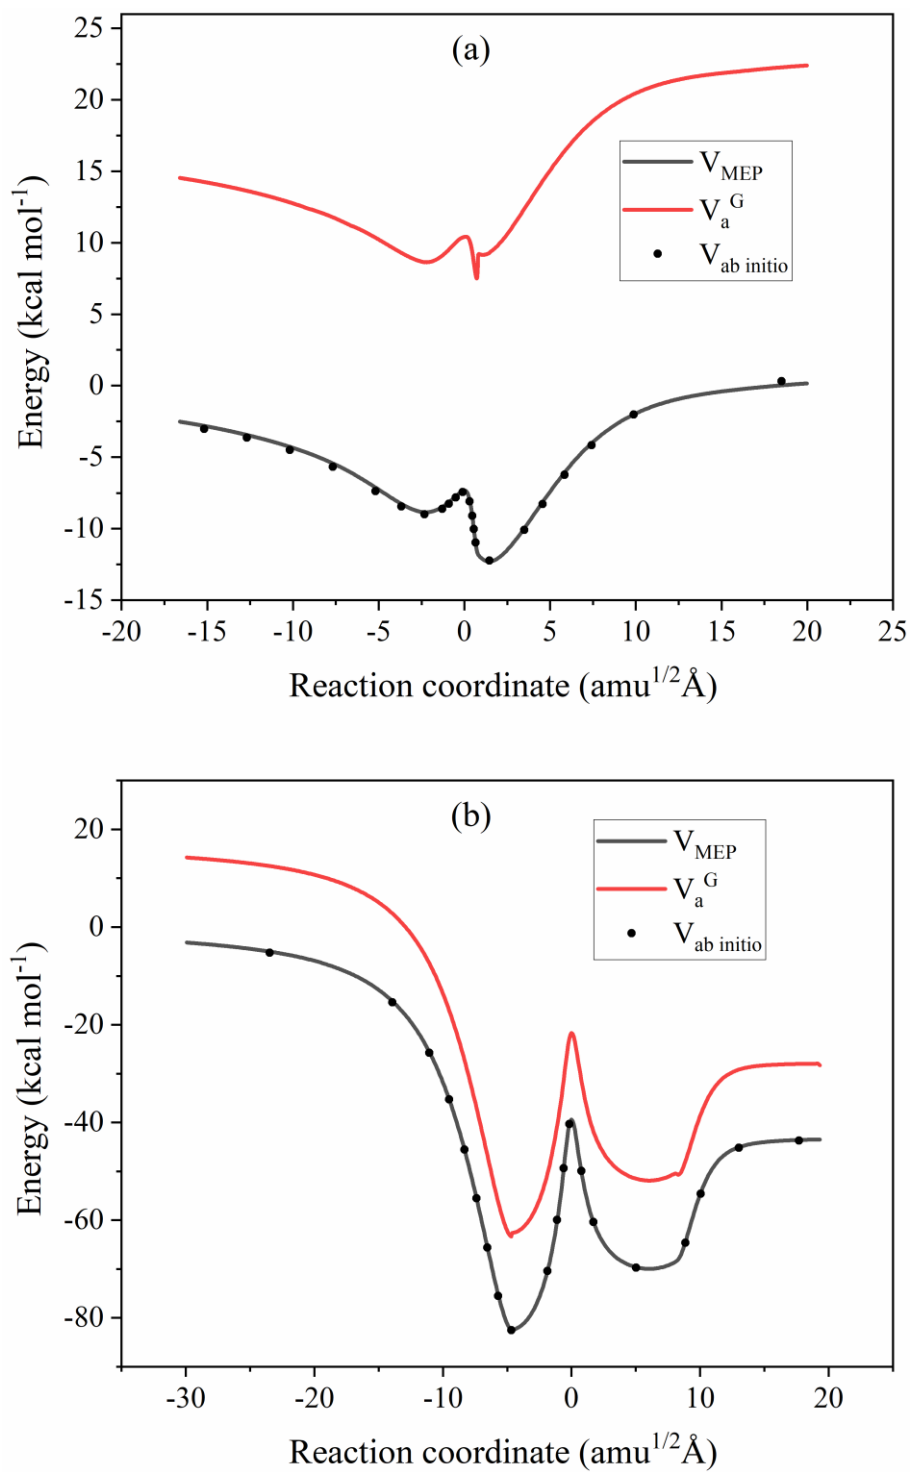 (a)
25
20
15
10
5
0
-5
-10
-15
Energy (kcal mol⁻¹)
V_MEP
V_a^G
V_ab initio
-20 -15 -10 -5 0 5 10 15 20 25
Reaction coordinate (amu^1/2Å)
(b)
20
0
-20
-40
-60
-80
Energy (kcal mol⁻¹)
V_MEP
V_a^G
V_ab initio
-30 -20 -10 0 10 20
Reaction coordinate (amu^1/2Å)